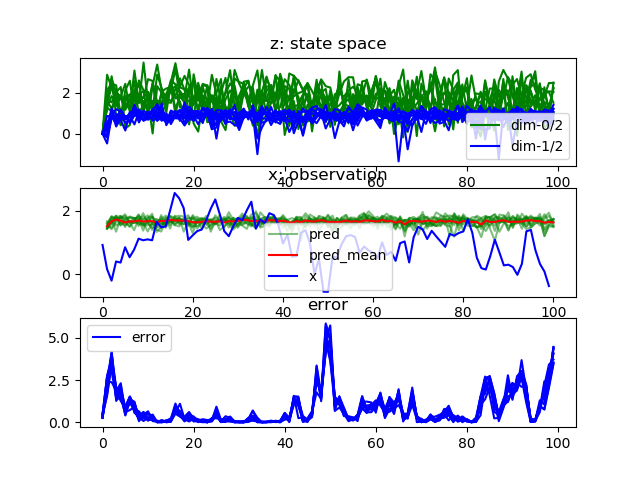 z: state space
2
0
dim-0/2
dim-1/2
0 20 40 60 80 100
x: observation
2
0
pred
pred_mean
x
0 20 40 60 80 100
error
5.0
2.5
0.0
error
0 20 40 60 80 100